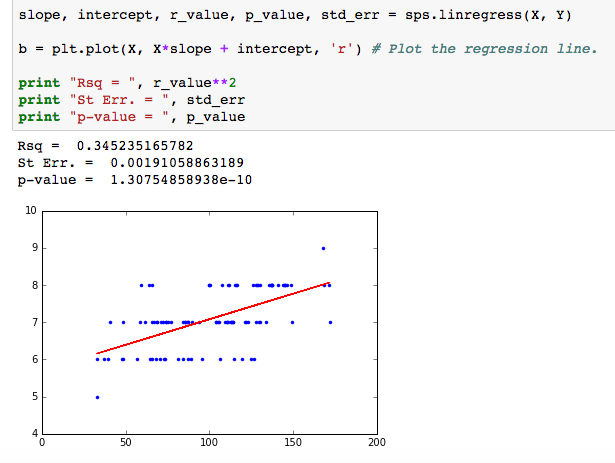 slope, intercept, r_value, p_value, std_err = sps.linregress(X, Y)
b = plt.plot(X, X*slope + intercept, 'r') # Plot the regression line.
print "Rsq = ", r_value**2
print "St Err. = ", std_err
print "p-value = ", p_value
Rsq =  0.345235165782
St Err. =  0.00191058863189
p-value =  1.30754858938e-10
10
9
8
7
6
5
4
0 50 100 150 200